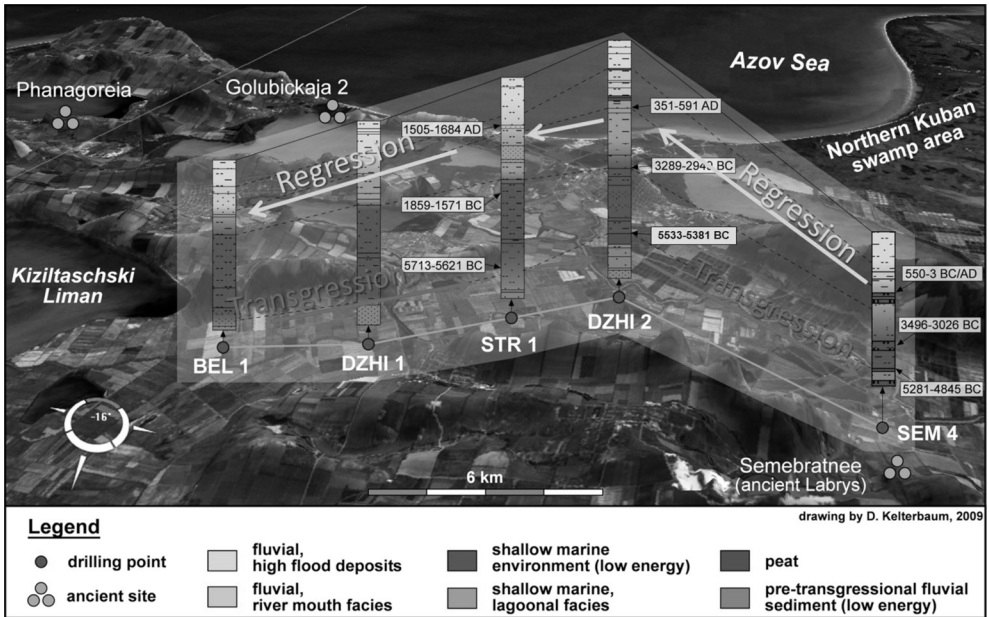 Azov Sea
Phanagoreia
Golubickaja 2
351-591 AD
1505-1684 AD
Northern Kuban
swamp area
Regression
3289-294 BC
Regression
1859-1571 BC
5533-5381 BC
Kiziltaschski
Liman
5713-5621 BC
550-3 BC/AD
Transgression
Transgression
DZHI 2
3496-3026 BC
STR 1
BEL 1
DZHI 1
5281-4845 BC
-16°
SEM 4
6 km
Semebratnee
(ancient Labrys)
drawing by D. Kelterbaum, 2009
Legend
drilling point
ancient site
fluvial,
high flood deposits
fluvial,
river mouth facies
shallow marine
environment (low energy)
shallow marine,
lagoonal facies
peat
pre-transgressional fluvial
sediment (low energy)